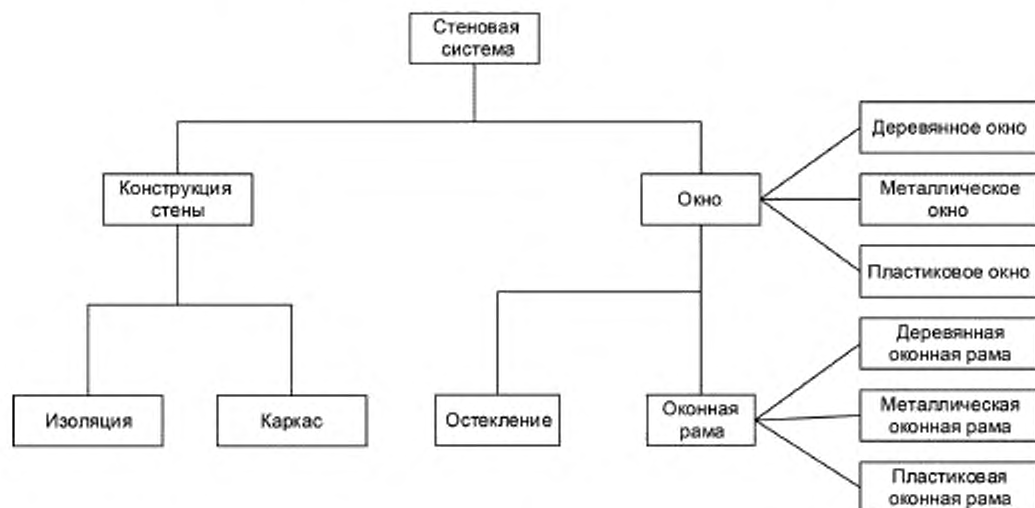 Стеновая
система
Деревянное окно
Конструкция
стены
Окно
Металлическое
окно
Пластиковое окно
Деревянная
оконная рама
Изоляция
Каркас
Остекление
Оконная
рама
Металлическая
оконная рама
Пластиковая
оконная рама